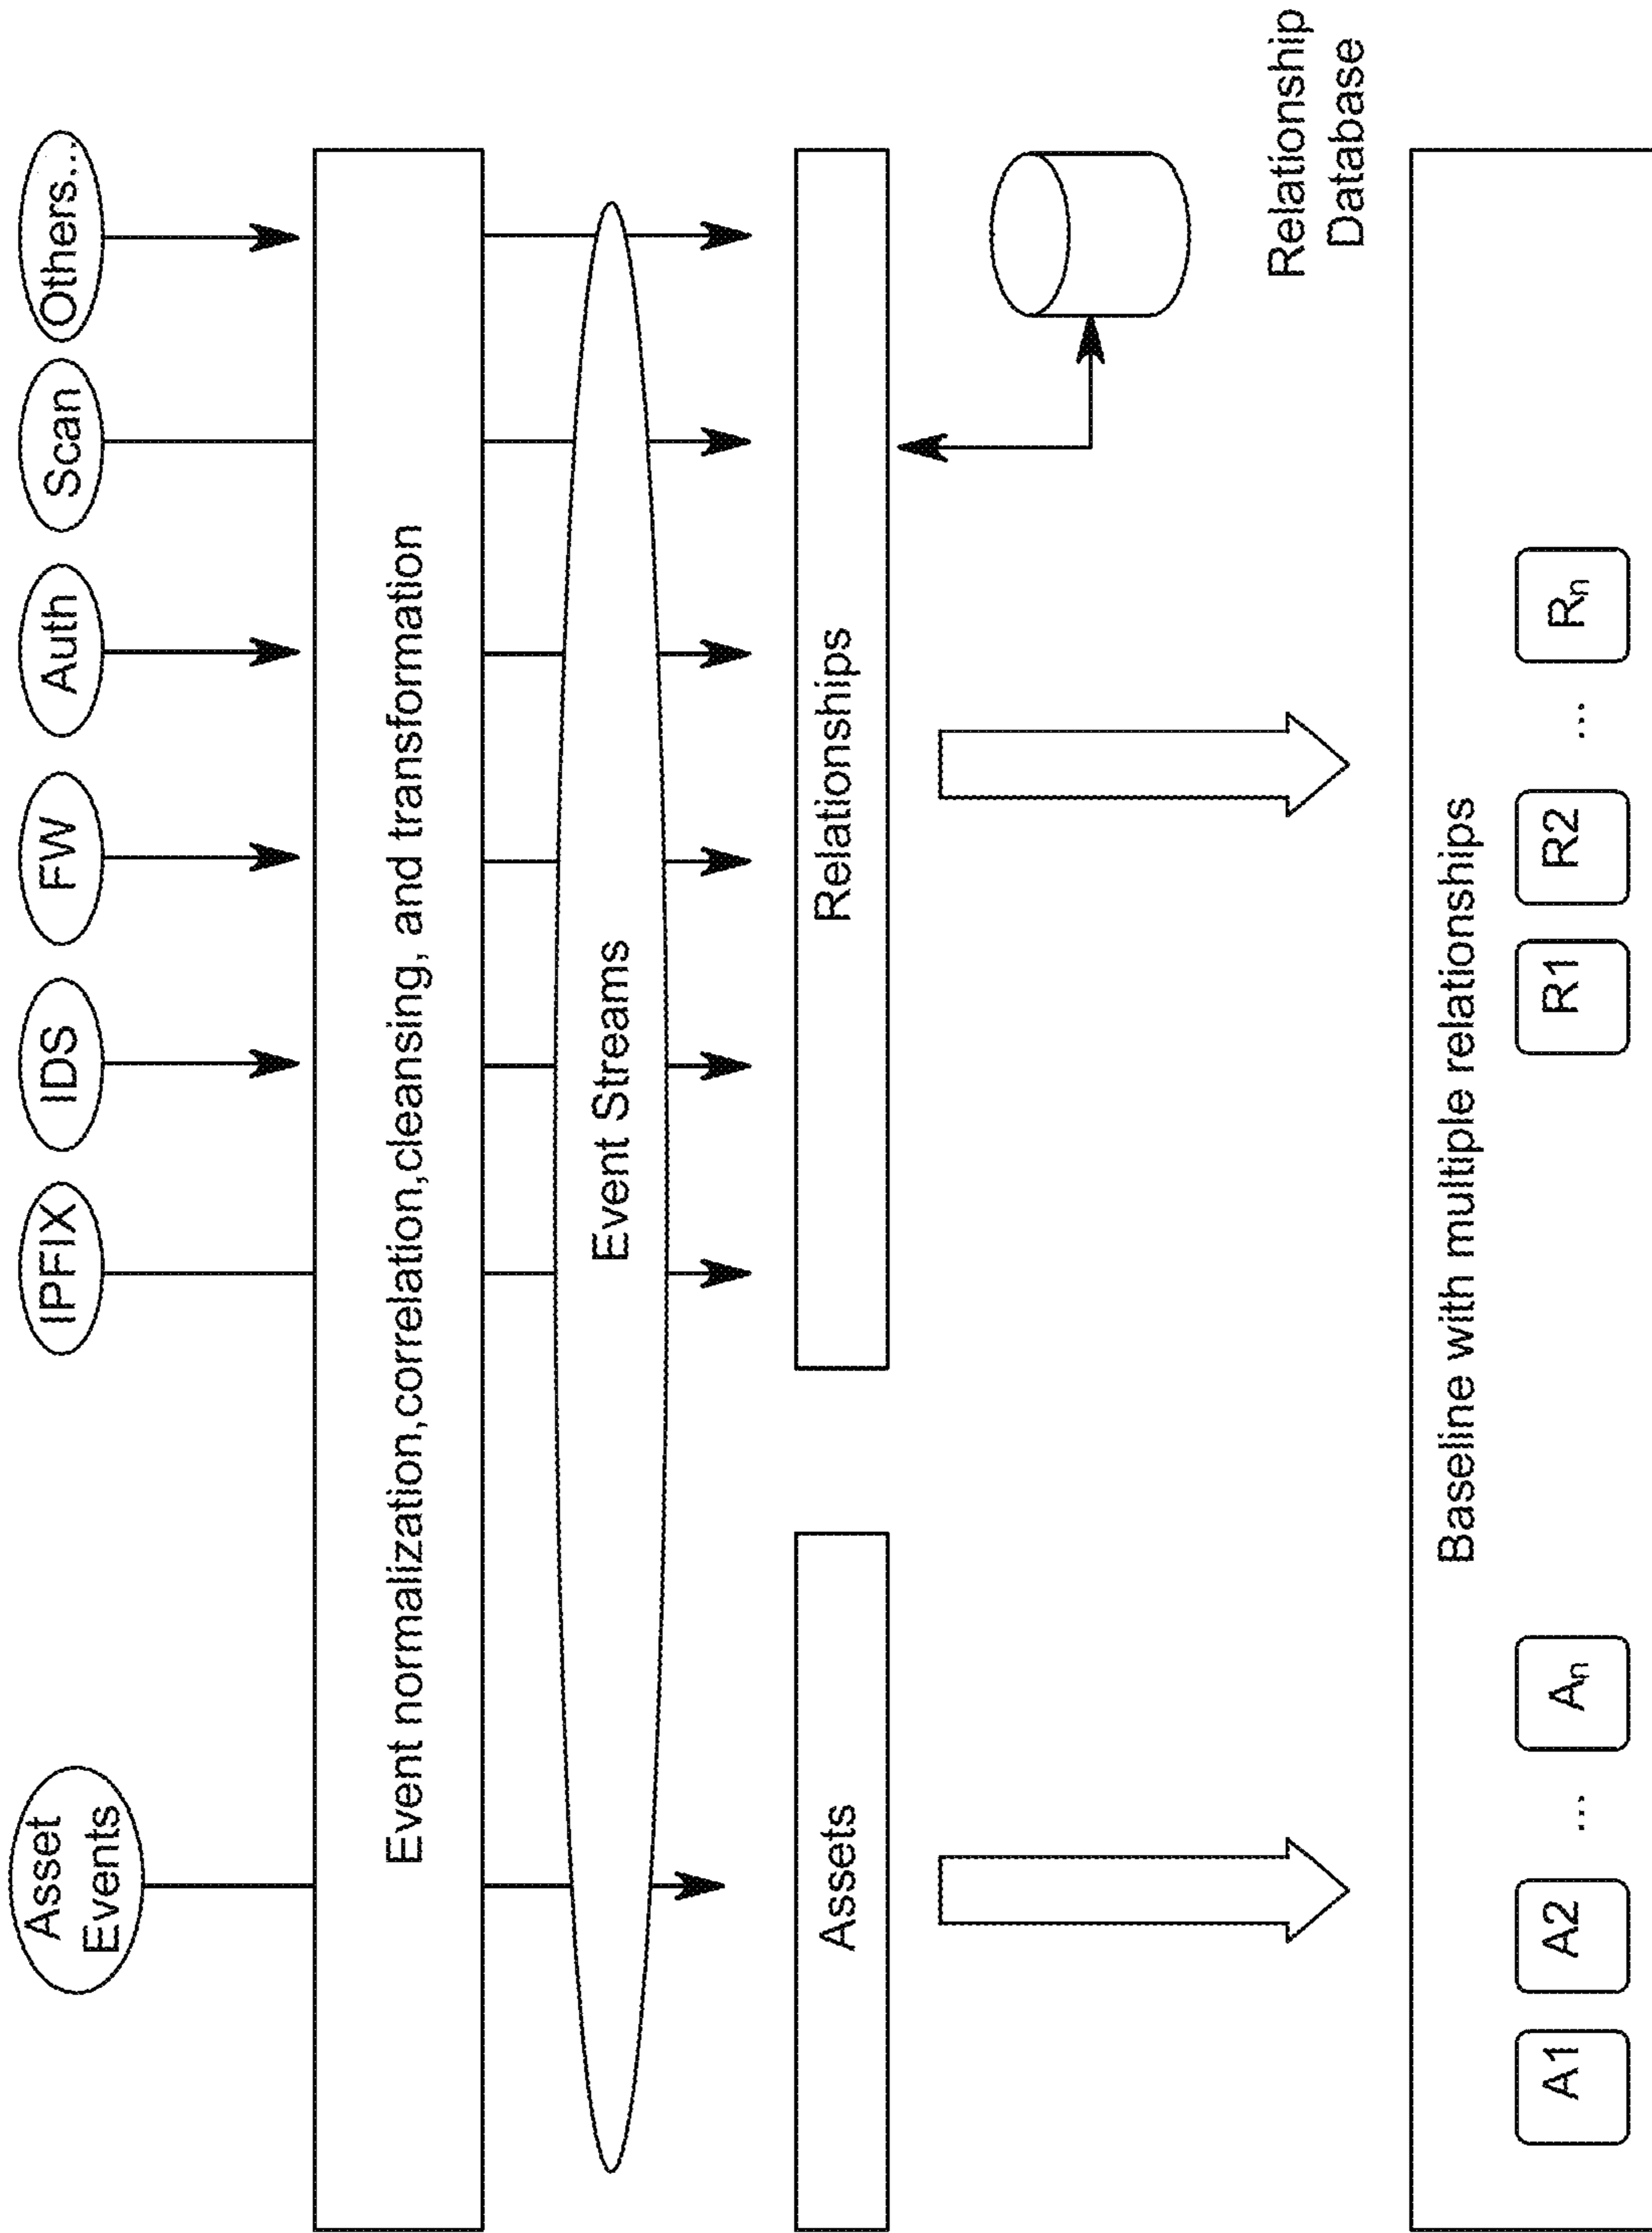 Asset
Events
IPFIX
IDS
FW
Auth
Scan
Others...
Event normalization,correlation,cleansing, and transformation
Event Streams
Assets
Relationships
Relationship
Database
Baseline with multiple relationships
A1
A2
...
An
R1
R2
...
Rn